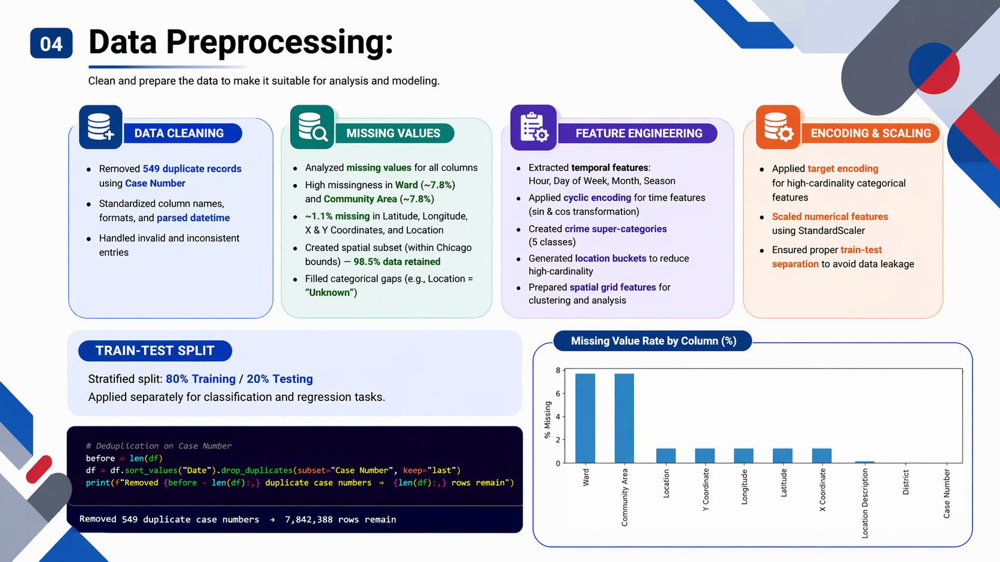 04
Data Preprocessing:
Clean and prepare the data to make it suitable for analysis and modeling.
DATA CLEANING
• Removed 549 duplicate records
using Case Number
• Standardized column names,
formats, and parsed datetime
• Handled invalid and inconsistent
entries
MISSING VALUES
• Analyzed missing values for all columns
• High missingness in Ward (~7.8%)
and Community Area (~7.8%)
• ~1.1% missing in Latitude, Longitude,
X & Y Coordinates, and Location
• Created spatial subset (within Chicago
bounds) — 98.5% data retained
• Filled categorical gaps (e.g., Location =
“Unknown”)
FEATURE ENGINEERING
• Extracted temporal features:
Hour, Day of Week, Month, Season
• Applied cyclic encoding for time features
(sin & cos transformation)
• Created crime super-categories
(5 classes)
• Generated location buckets to reduce
high-cardinality
• Prepared spatial grid features for
clustering and analysis
ENCODING & SCALING
• Applied target encoding
for high-cardinality categorical
features
• Scaled numerical features
using StandardScaler
• Ensured proper train-test
separation to avoid data leakage
TRAIN-TEST SPLIT
Stratified split: 80% Training / 20% Testing
Applied separately for classification and regression tasks.
# Deduplication on Case Number
before = len(df)
df = df.sort_values("Date").drop_duplicates(subset="Case Number", keep="last")
print(f"Removed {before - len(df):,} duplicate case numbers → {len(df):,} rows remain")
Removed 549 duplicate case numbers → 7,842,388 rows remain
Missing Value Rate by Column (%)
% Missing
8
6
4
2
0
Ward
Community Area
Location
Y Coordinate
Longitude
Latitude
X Coordinate
Location Description
District
Case Number